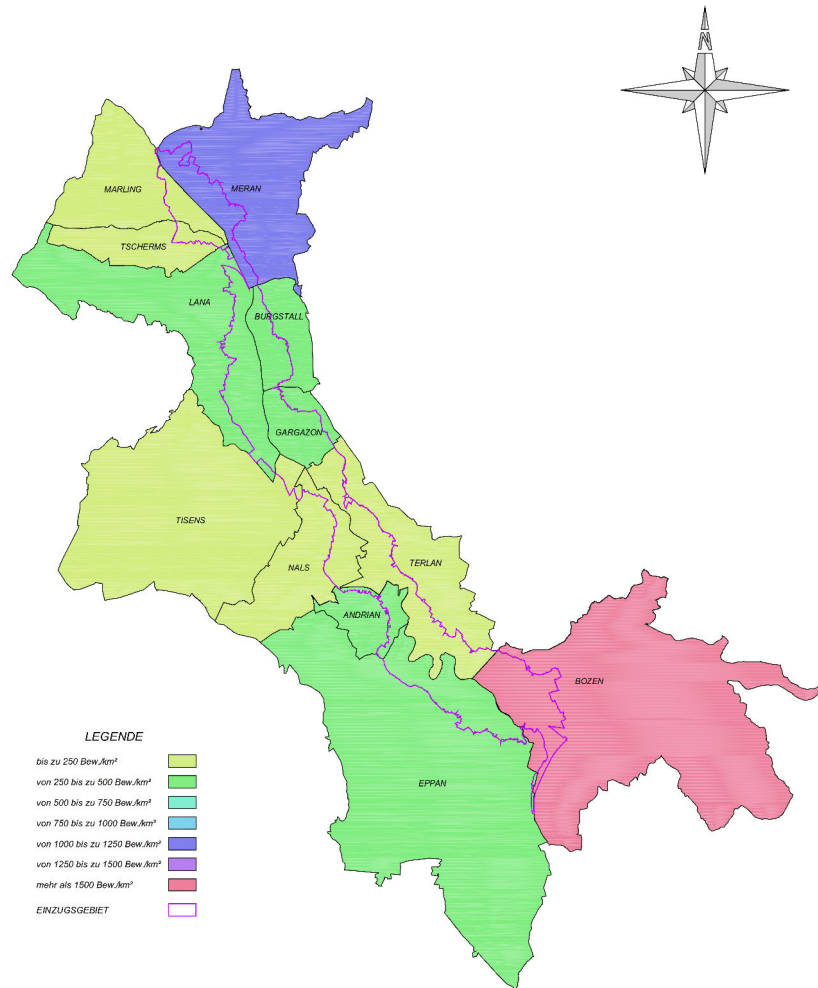 N
MARLING
MERAN
TSCHERMS
LANA
BURGSTALL
GARGAZON
TISENS
NALS
TERLAN
ANDRIAN
BOZEN
EPPAN
LEGENDE
bis zu 250 Bew./km²
von 250 bis zu 500 Bew./km²
von 500 bis zu 750 Bew./km²
von 750 bis zu 1000 Bew./km²
von 1000 bis zu 1250 Bew./km²
von 1250 bis zu 1500 Bew./km²
mehr als 1500 Bew./km²
EINZUGSGEBIET